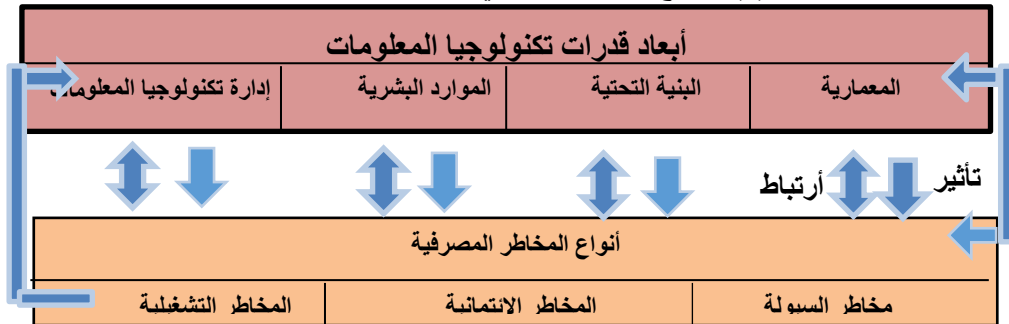 أبعاد قدرات تكنولوجيا المعلومات
المعمارية البنية التحتية الموارد البشرية إدارة تكنولوجيا المعلومات
تأثير
أرتباط
أنواع المخاطر المصرفية
مخاطر السيولة المخاطر الائتمانية المخاطر التشغيلية